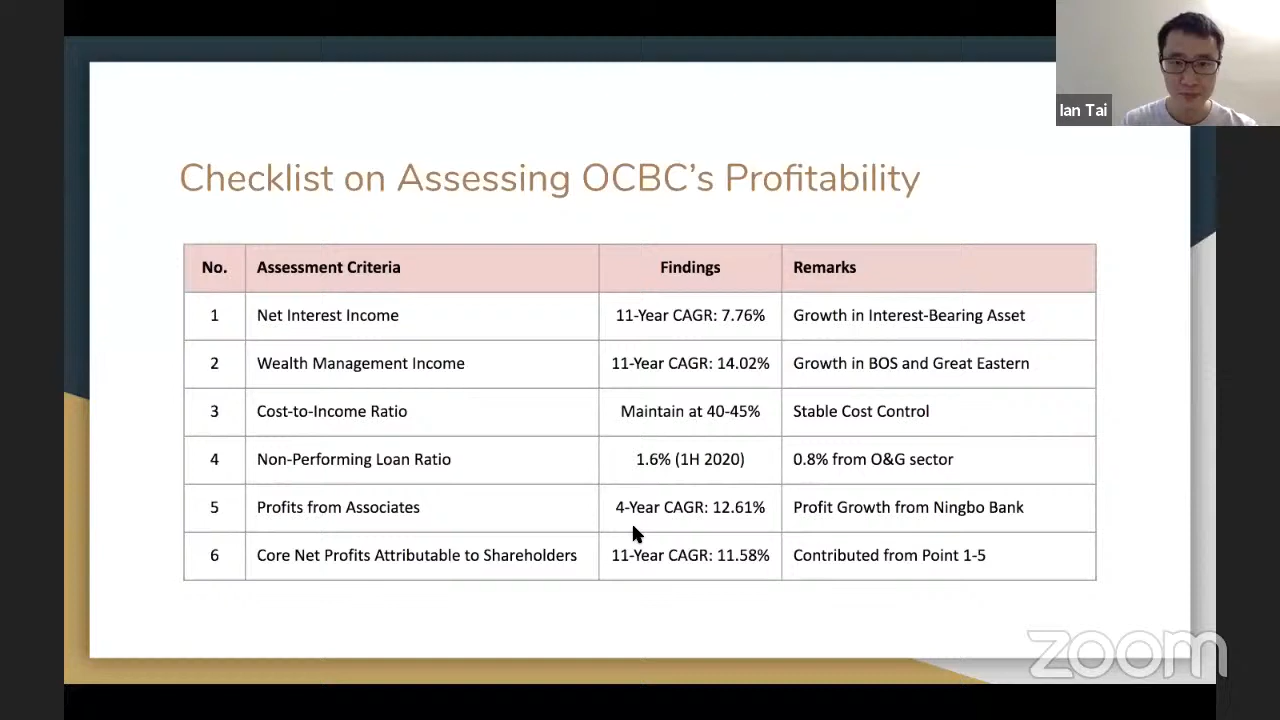 Ian Tai
Checklist on Assessing OCBC's Profitability
No. Assessment Criteria Findings Remarks
1 Net Interest Income 11-Year CAGR: 7.76% Growth in Interest-Bearing Asset
2 Wealth Management Income 11-Year CAGR: 14.02% Growth in BOS and Great Eastern
3 Cost-to-Income Ratio Maintain at 40-45% Stable Cost Control
4 Non-Performing Loan Ratio 1.6% (1H 2020) 0.8% from O&G sector
5 Profits from Associates 4-Year CAGR: 12.61% Profit Growth from Ningbo Bank
6 Core Net Profits Attributable to Shareholders 11-Year CAGR: 11.58% Contributed from Point 1-5
zoom